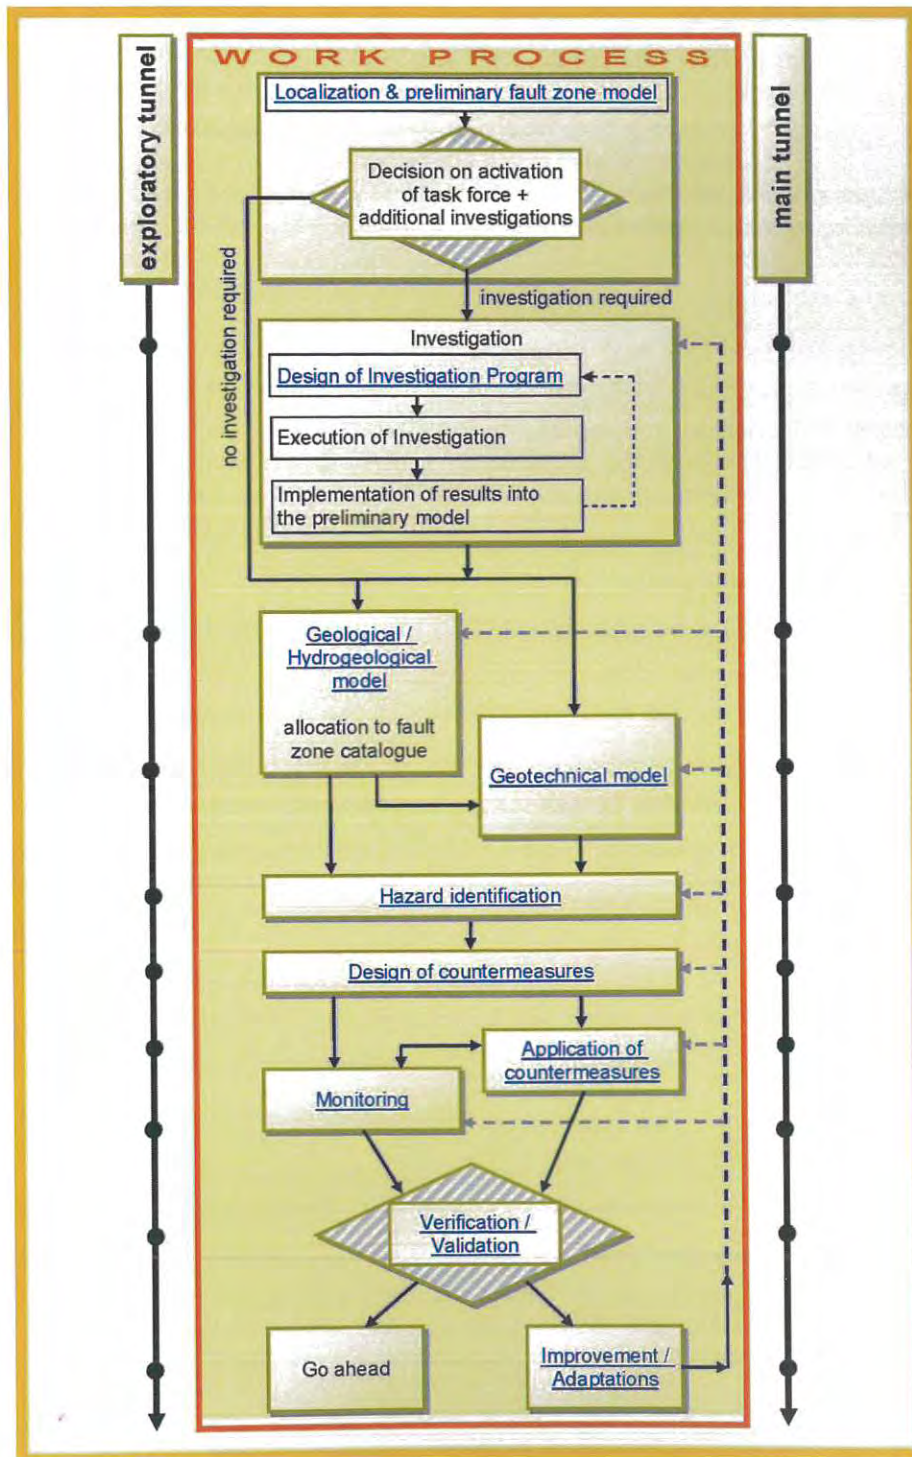 WORK PROCESS
exploratory tunnel
main tunnel
Localization & preliminary fault zone model
Decision on activation
of task force +
additional investigations
no investigation required
investigation required
Investigation
Design of Investigation Program
Execution of Investigation
Implementation of results into
the preliminary model
Geological /
Hydrogeological
model
allocation to fault
zone catalogue
Geotechnical model
Hazard identification
Design of countermeasures
Application of
countermeasures
Monitoring
Verification /
Validation
Go ahead
Improvement /
Adaptations